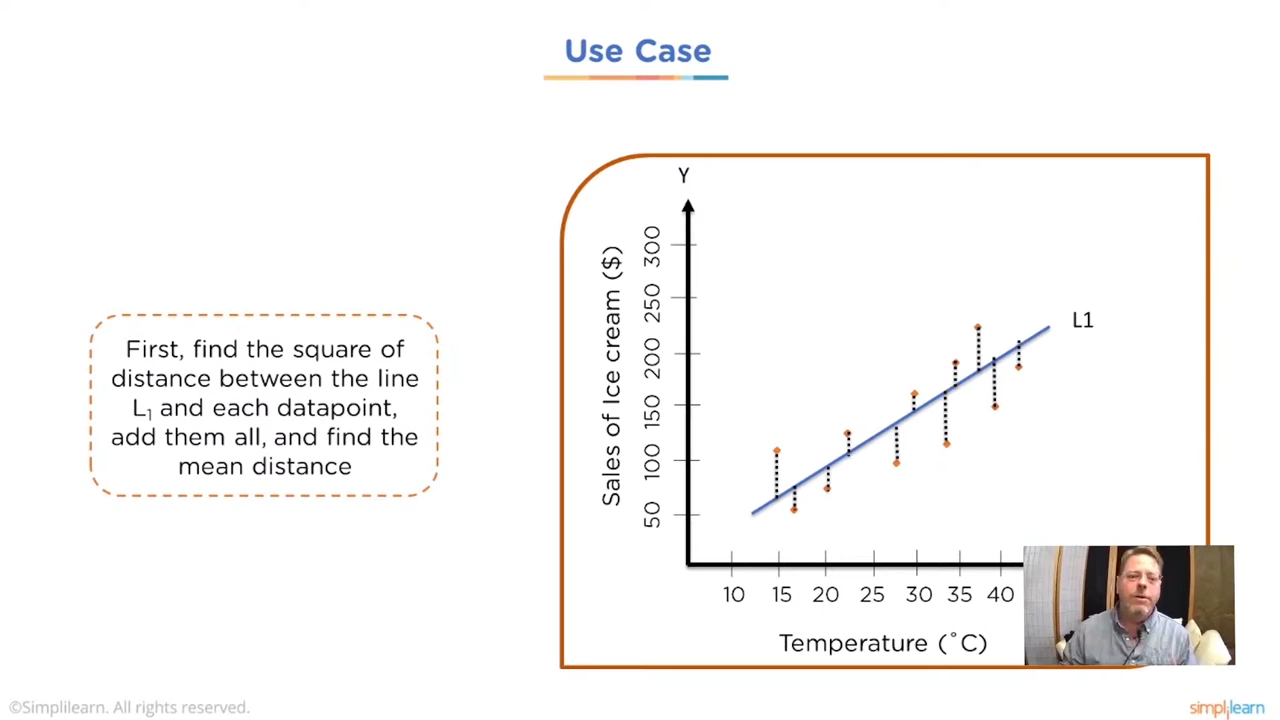 Use Case
First, find the square of
distance between the line
L₁ and each datapoint,
add them all, and find the
mean distance
Y
Sales of Ice cream ($)
300
250
200
150
100
50
L1
10 15 20 25 30 35 40
Temperature (˚C)
©Simplilearn. All rights reserved.
simplilearn